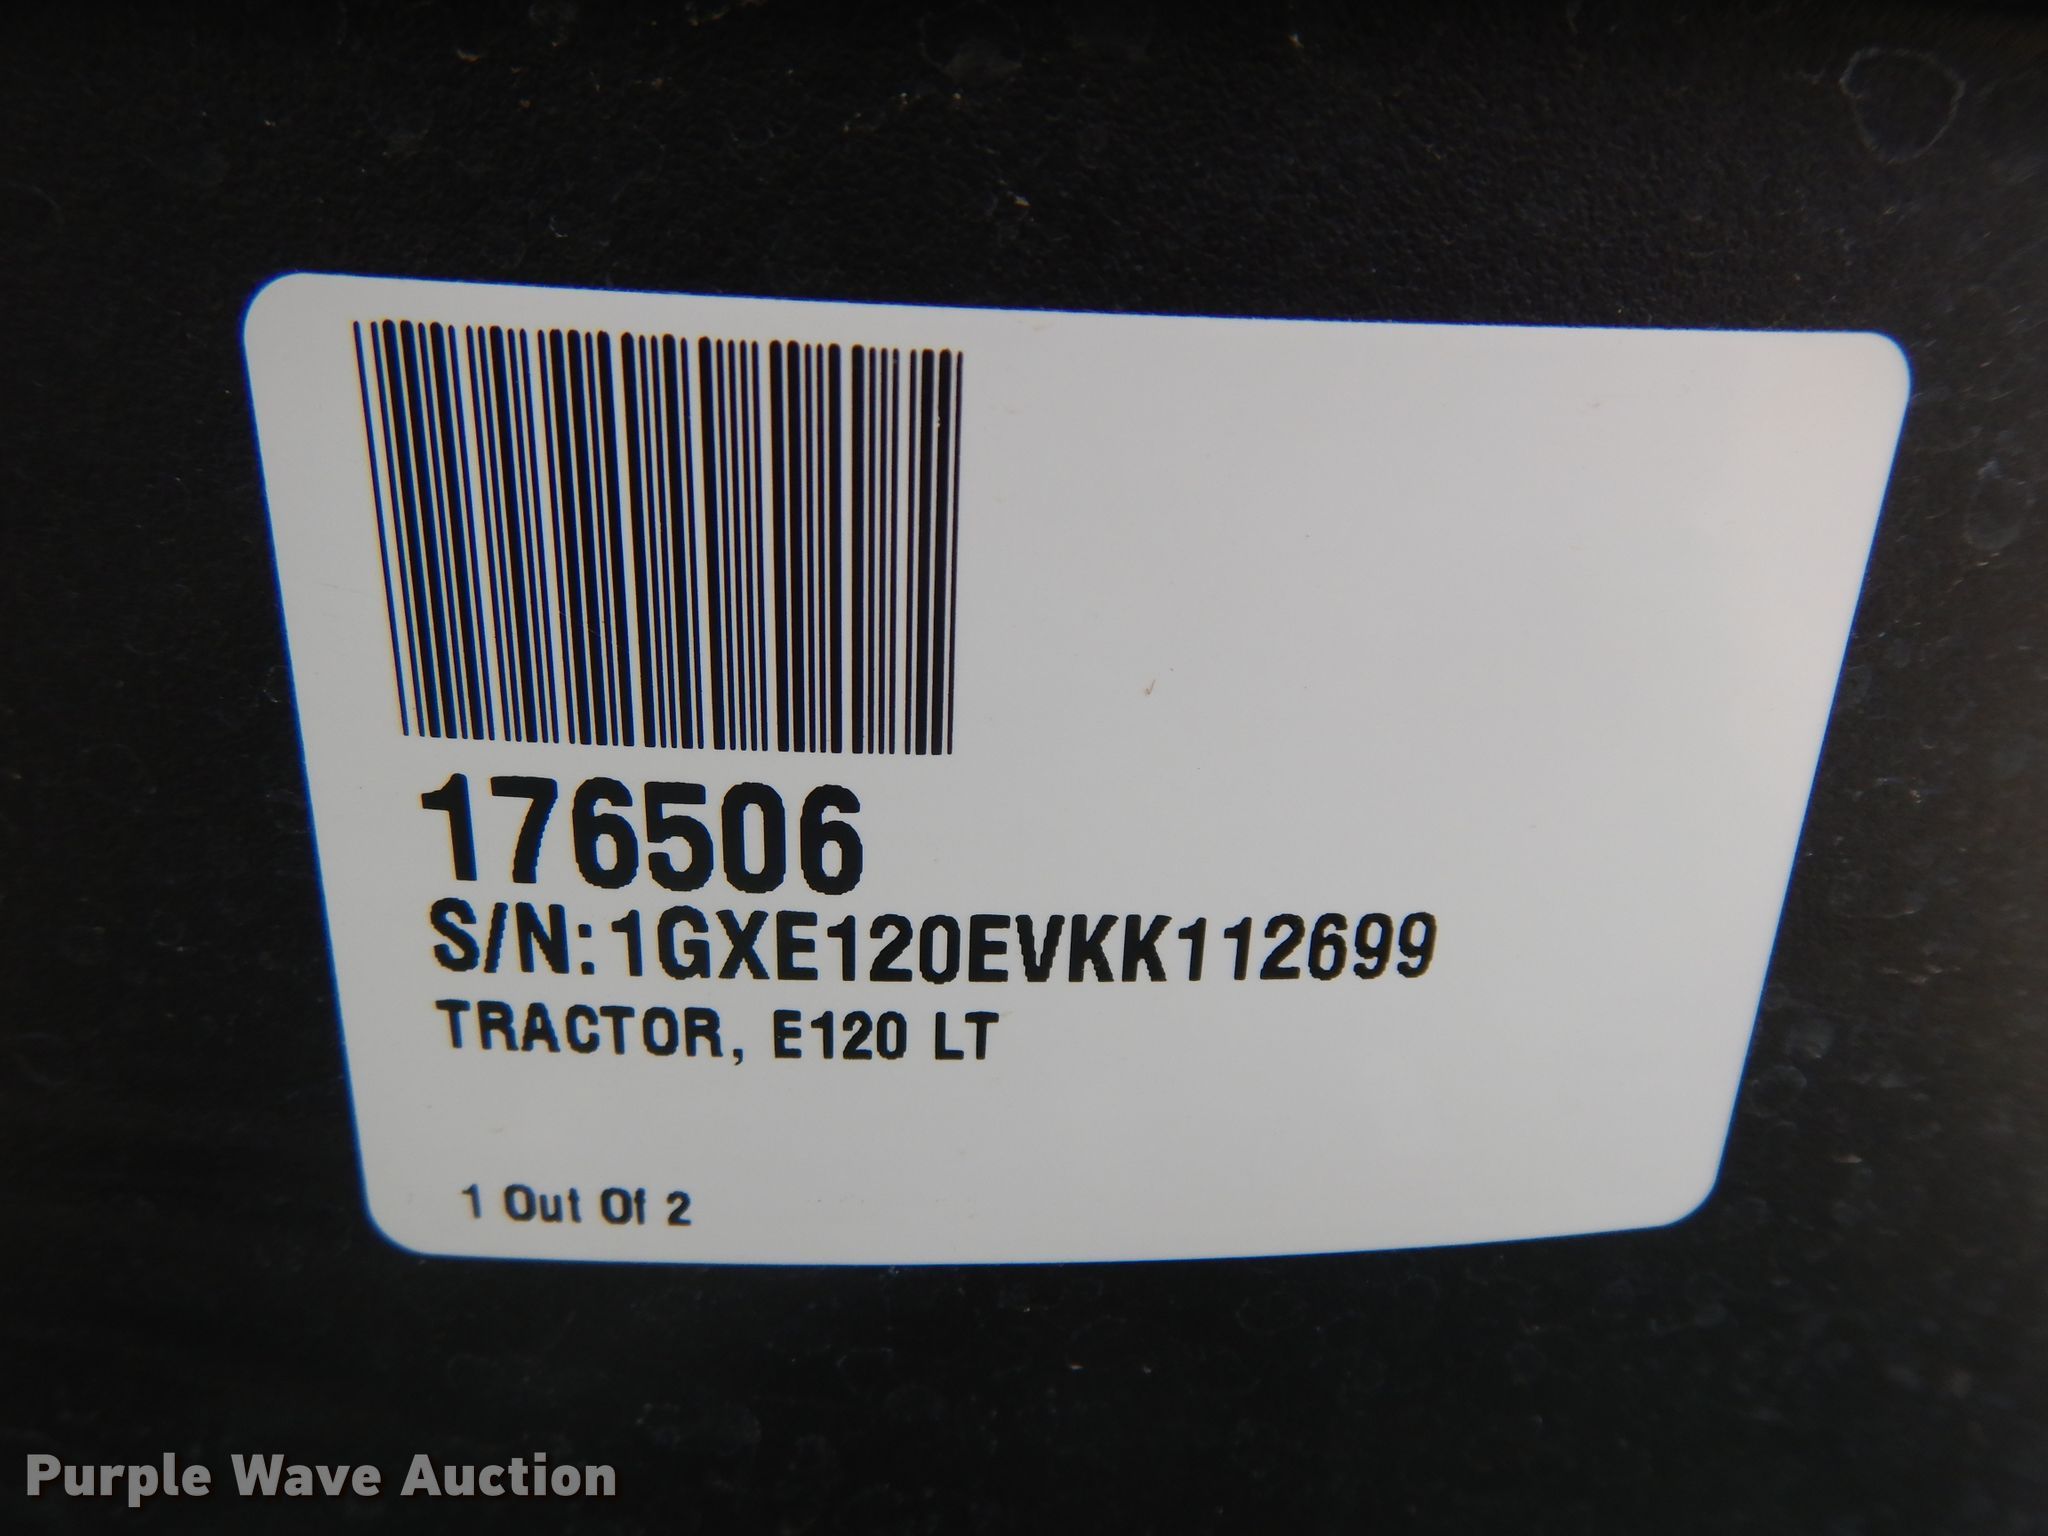 176506
S/N:1GXE120EVKK112699
TRACTOR, E120 LT
1 Out Of 2
Purple Wave Auction